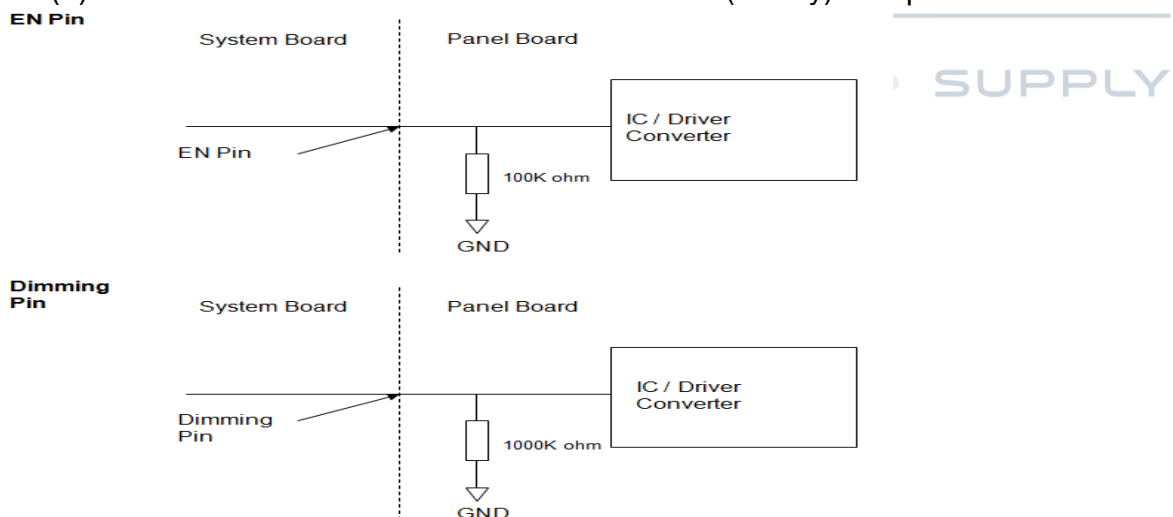 EN Pin
System Board Panel Board
SUPPLY
IC / Driver
Converter
EN Pin
100K ohm
GND
Dimming
Pin
System Board Panel Board
IC / Driver
Converter
Dimming
Pin
1000K ohm
GND